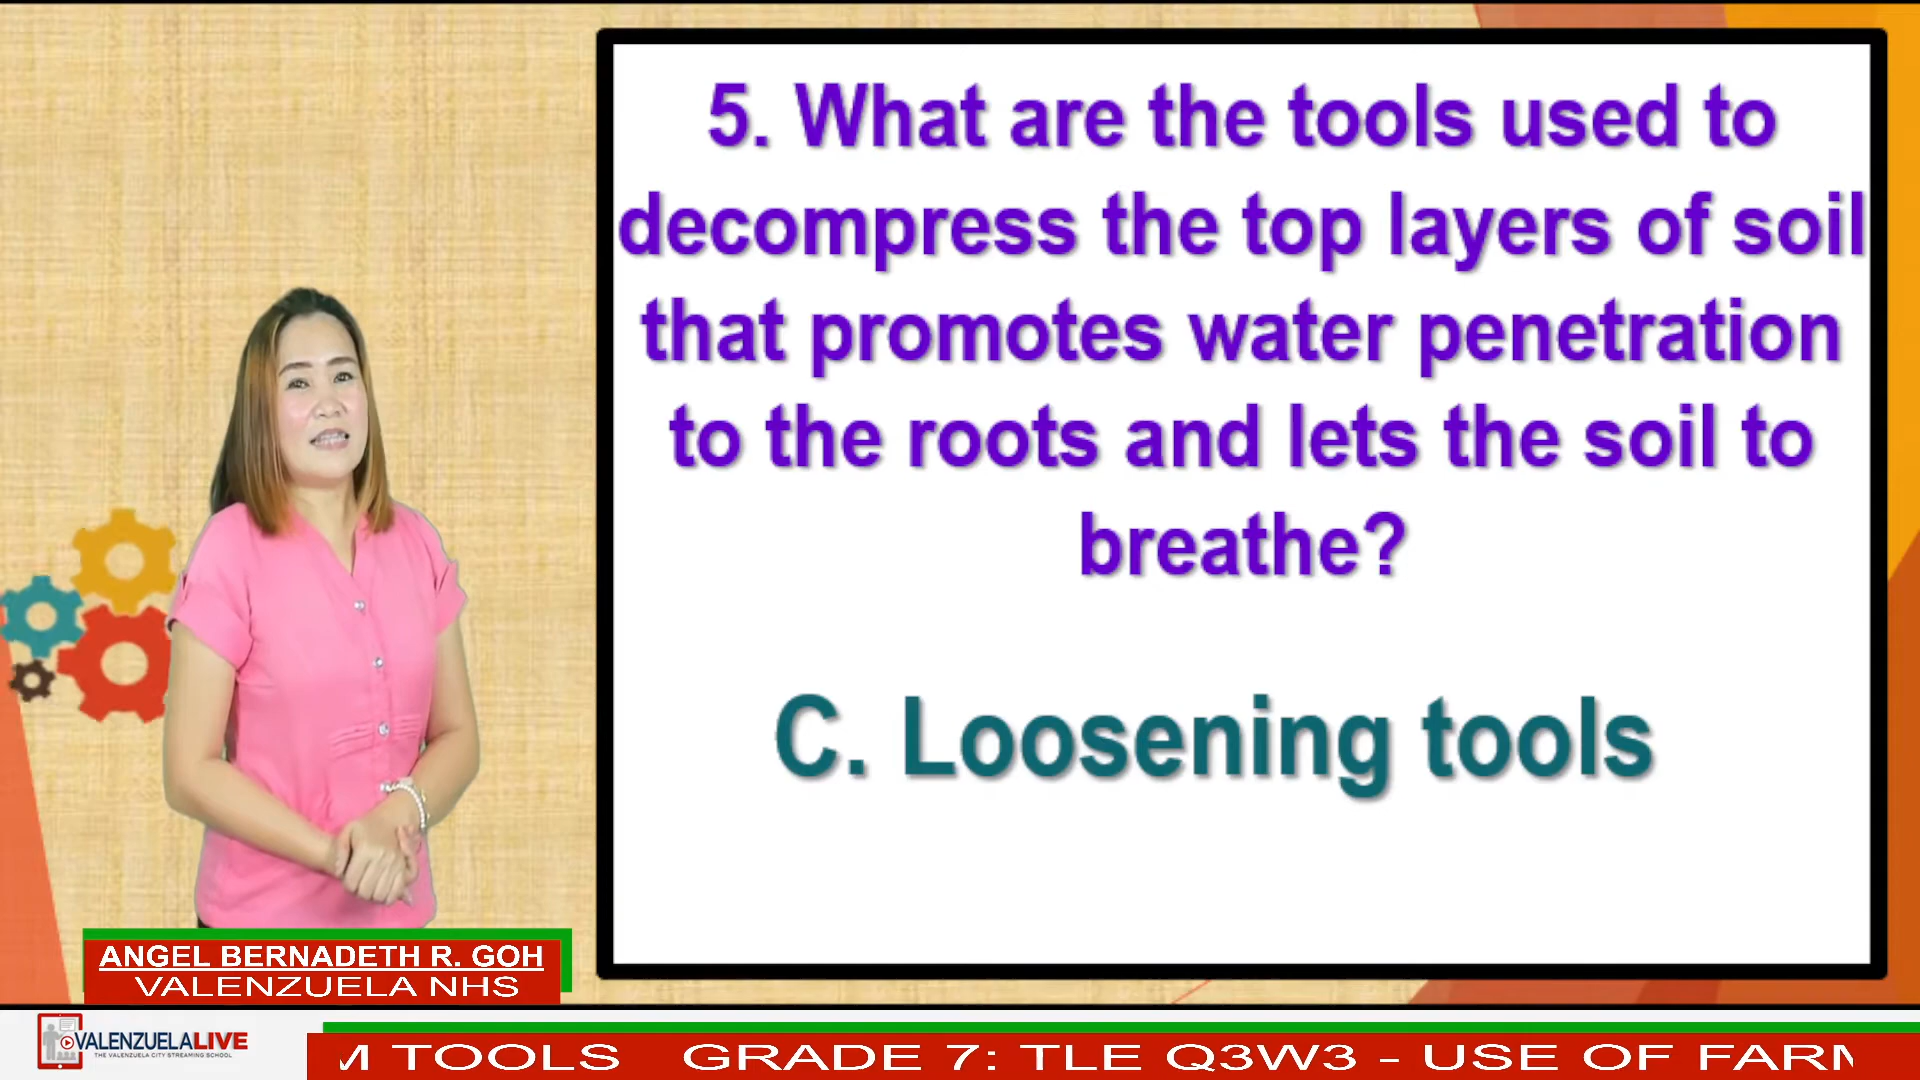 5. What are the tools used to
decompress the top layers of soil
that promotes water penetration
to the roots and lets the soil to
breathe?
C. Loosening tools
ANGEL BERNADETH R. GOH
VALENZUELA NHS
VALENZUELALIVE
THE VALENZUELA CITY STREAMING SCHOOL
M TOOLS GRADE 7: TLE Q3W3 - USE OF FARM